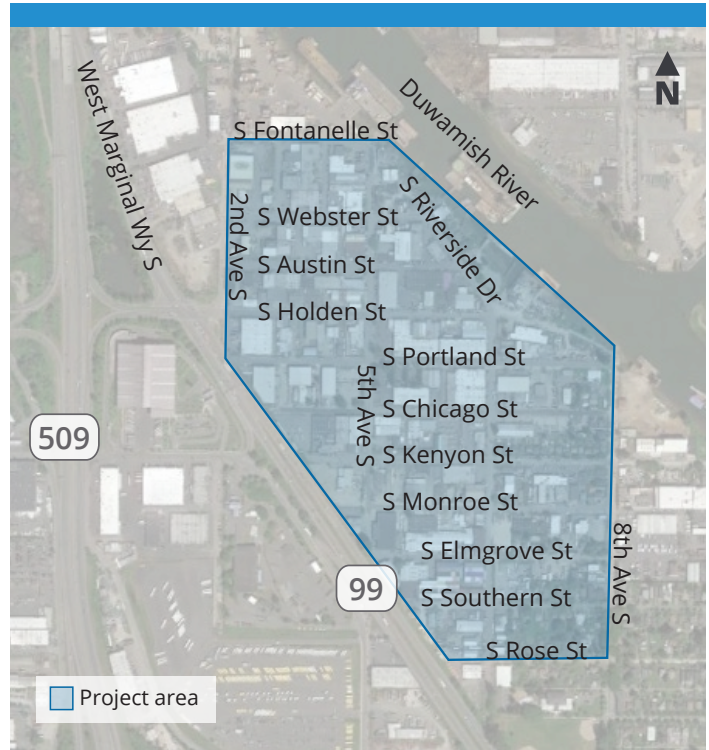 N
West Marginal Wy S
Duwamish River
S Fontanelle St
S Riverside Dr
2nd Ave S
S Webster St
S Austin St
S Holden St
S Portland St
5th Ave S
S Chicago St
509
S Kenyon St
S Monroe St
8th Ave S
S Elmgrove St
99
S Southern St
S Rose St
Project area